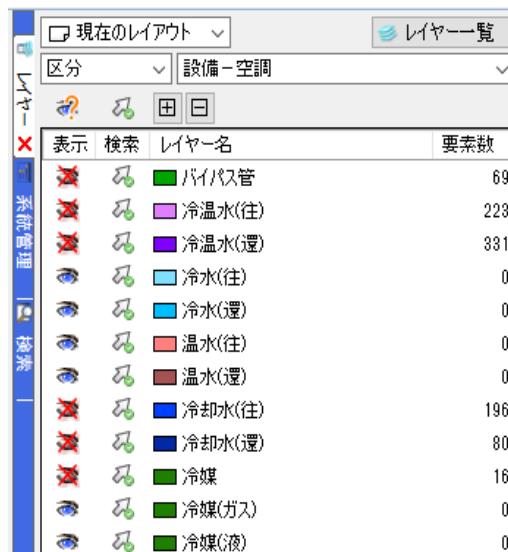 現在のレイアウト レイヤー一覧
区分 設備－空調
表示 検索 レイヤー名 要素数
バイパス管 69
冷温水(往) 223
冷温水(還) 331
冷水(往) 0
冷水(還) 0
温水(往) 0
温水(還) 0
冷却水(往) 196
冷却水(還) 80
冷媒 16
冷媒(ガス) 0
冷媒(液) 0
レイヤー
系統管理
検索